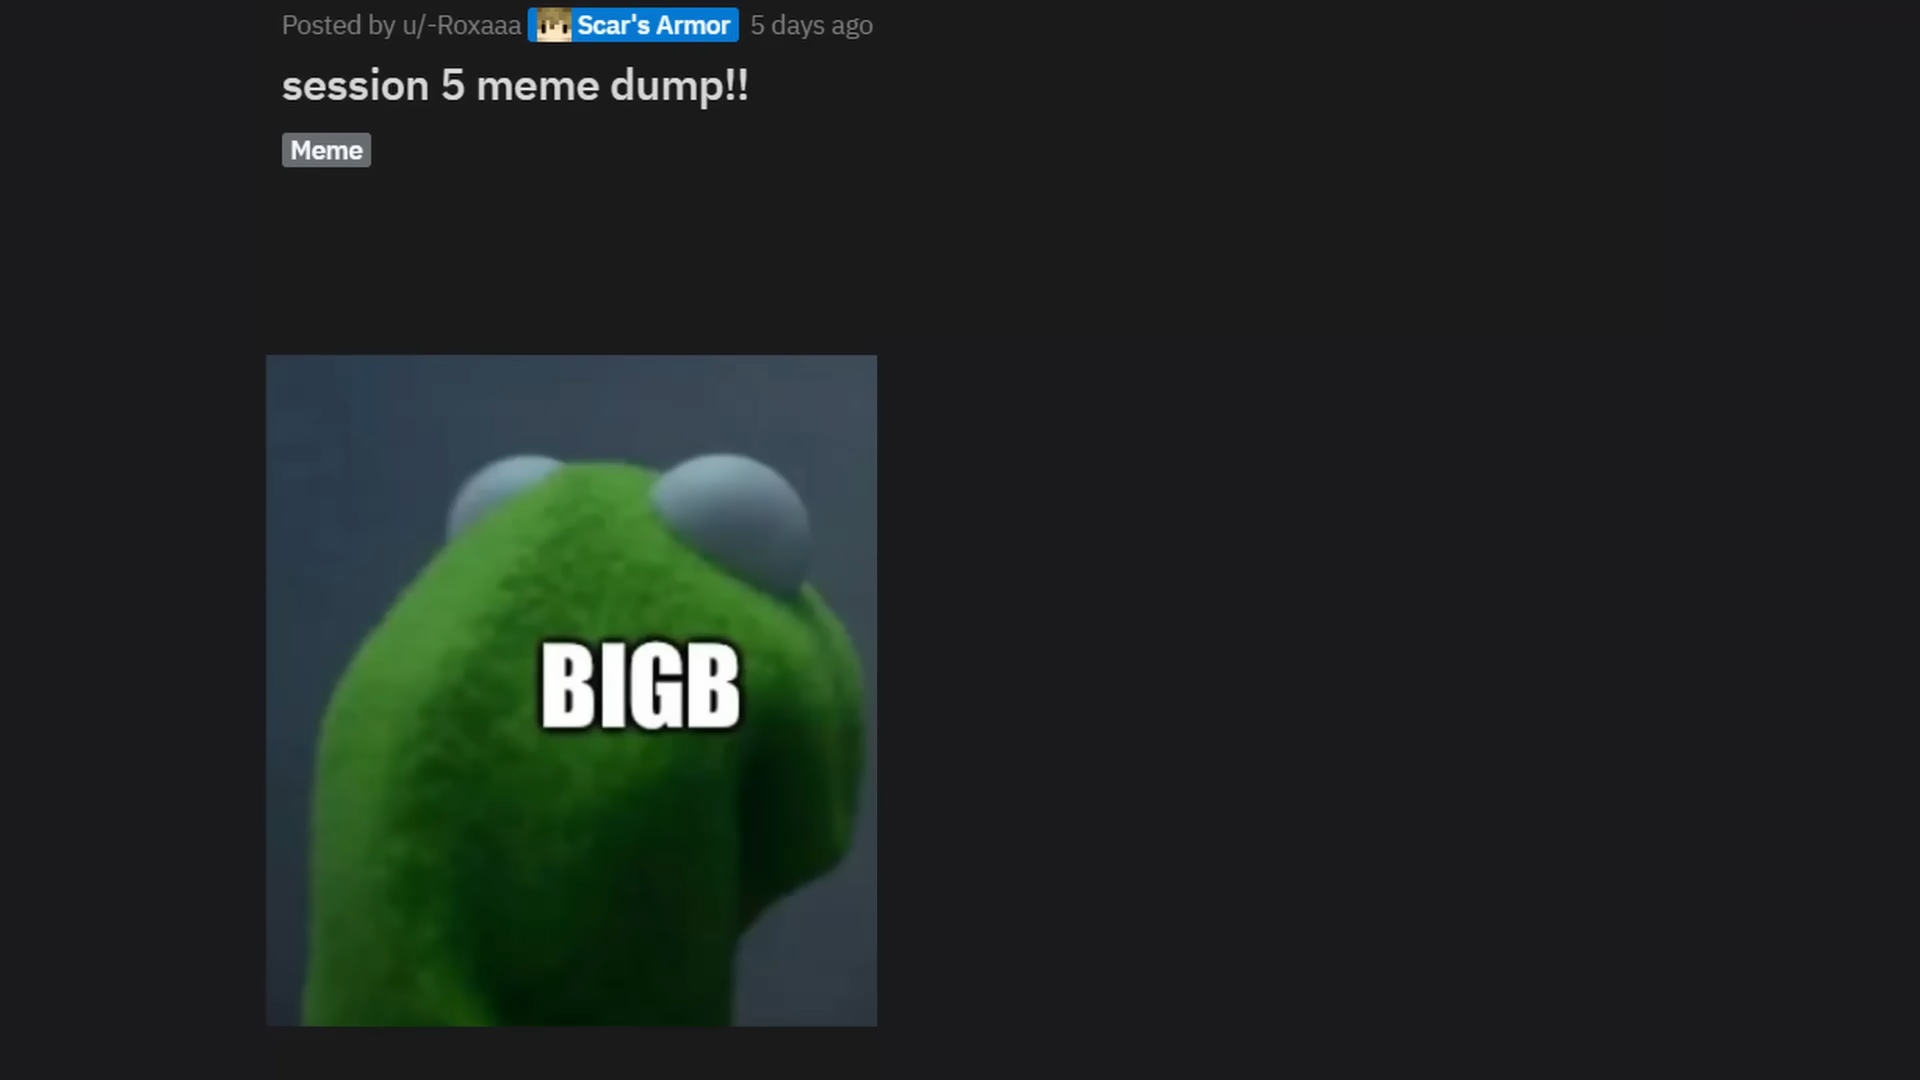 Posted by u/-Roxaaa Scar's Armor 5 days ago
session 5 meme dump!!
Meme
BIGB